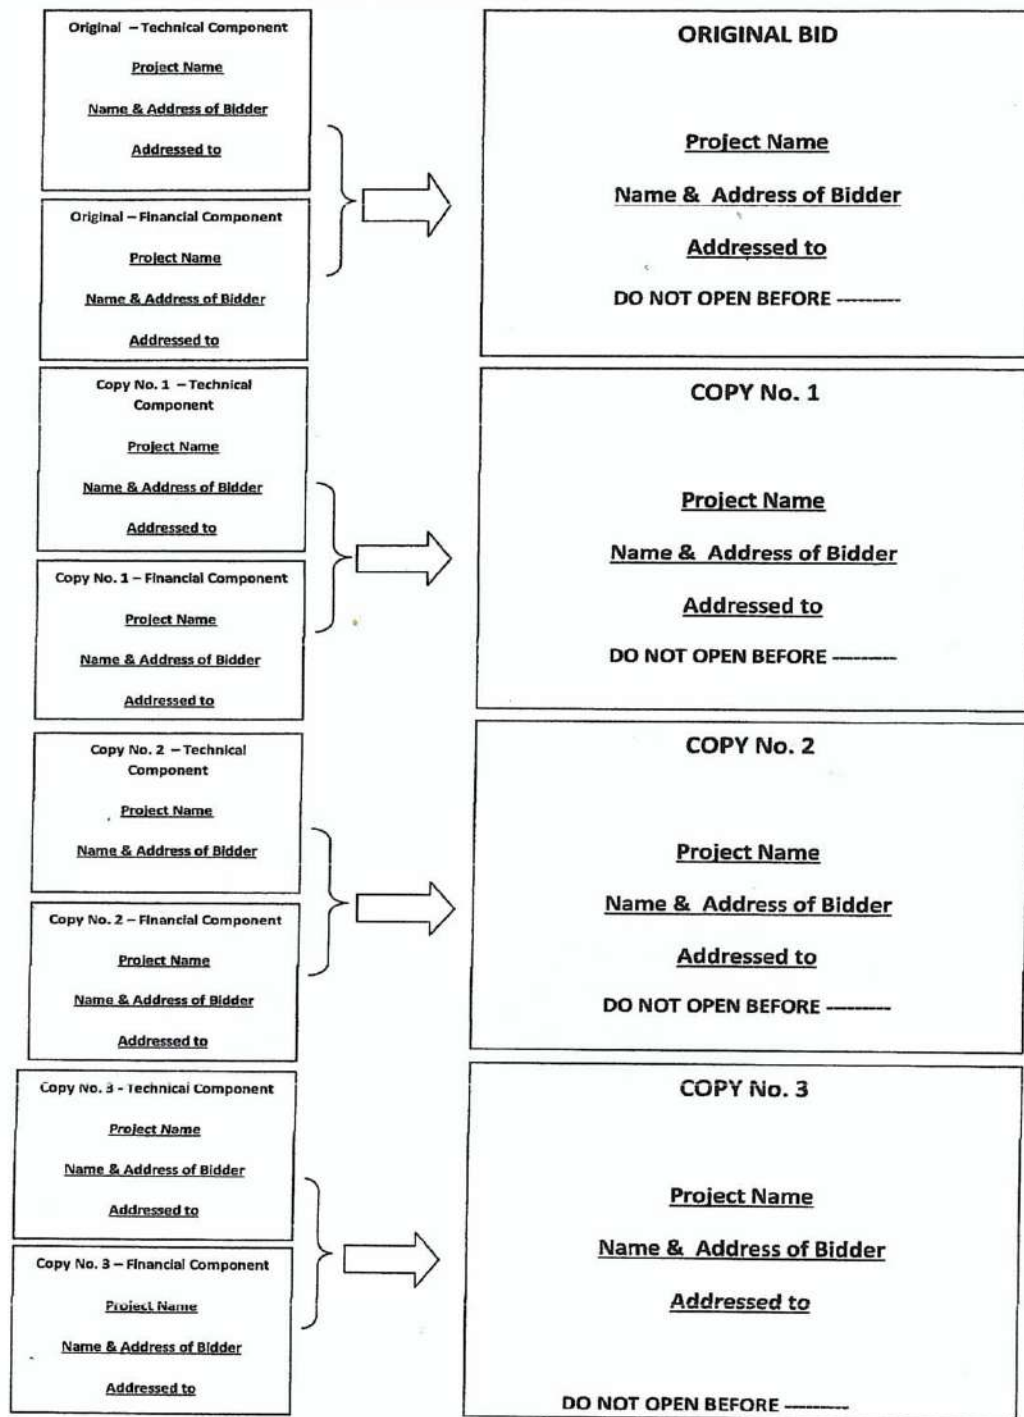 Original – Technical Component
Project Name
Name & Address of Bidder
Addressed to
Original – Financial Component
Project Name
Name & Address of Bidder
Addressed to
ORIGINAL BID
Project Name
Name & Address of Bidder
Addressed to
DO NOT OPEN BEFORE ---------
Copy No. 1 – Technical
Component
Project Name
Name & Address of Bidder
Addressed to
Copy No. 1 – Financial Component
Project Name
Name & Address of Bidder
Addressed to
COPY No. 1
Project Name
Name & Address of Bidder
Addressed to
DO NOT OPEN BEFORE ---------
Copy No. 2 – Technical
Component
Project Name
Name & Address of Bidder
Copy No. 2 – Financial Component
Project Name
Name & Address of Bidder
Addressed to
COPY No. 2
Project Name
Name & Address of Bidder
Addressed to
DO NOT OPEN BEFORE ---------
Copy No. 3 - Technical Component
Project Name
Name & Address of Bidder
Addressed to
Copy No. 3 – Financial Component
Project Name
Name & Address of Bidder
Addressed to
COPY No. 3
Project Name
Name & Address of Bidder
Addressed to
DO NOT OPEN BEFORE ---------